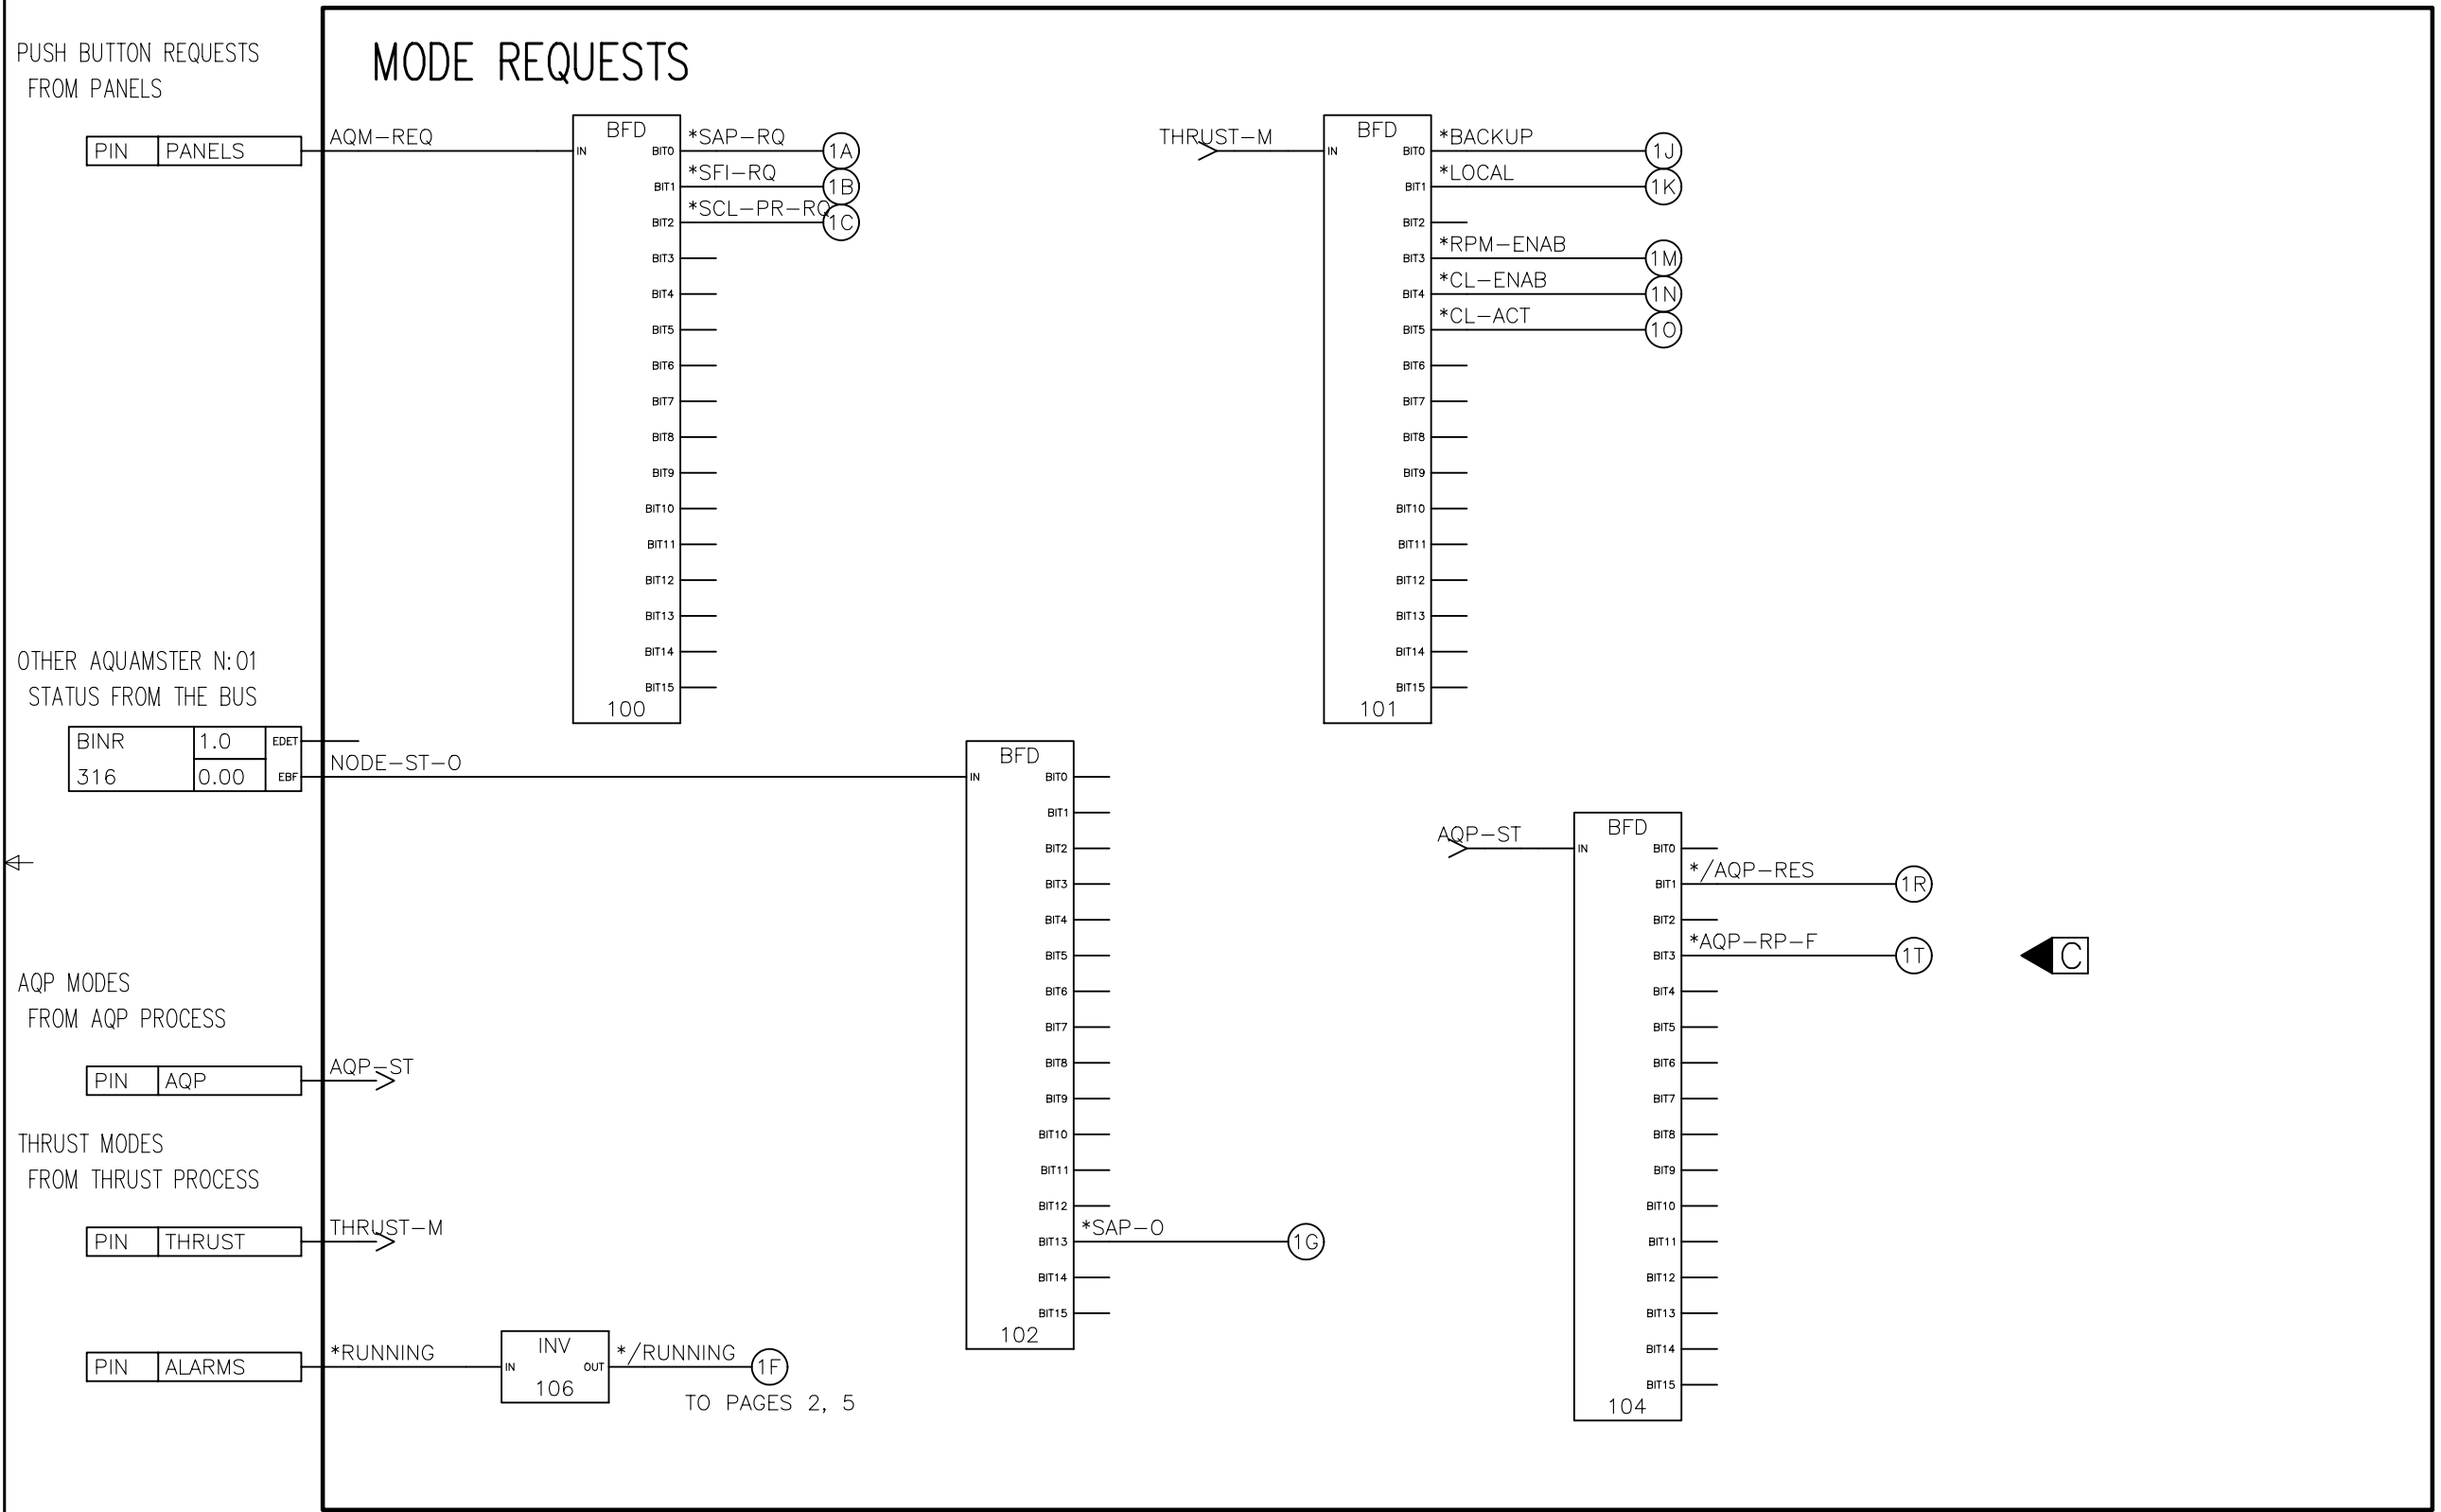 PUSH BUTTON REQUESTS
FROM PANELS
MODE REQUESTS
PIN PANELS
AQM-REQ
BFD
IN
BIT0
BIT1
BIT2
BIT3
BIT4
BIT5
BIT6
BIT7
BIT8
BIT9
BIT10
BIT11
BIT12
BIT13
BIT14
BIT15
100
*SAP-RQ 1A
*SFI-RQ 1B
*SCL-PR-RQ 1C
THRUST-M
BFD
IN
BIT0
BIT1
BIT2
BIT3
BIT4
BIT5
BIT6
BIT7
BIT8
BIT9
BIT10
BIT11
BIT12
BIT13
BIT14
BIT15
101
*BACKUP 1J
*LOCAL 1K
*RPM-ENAB 1M
*CL-ENAB 1N
*CL-ACT 1O
OTHER AQUAMSTER N:01
STATUS FROM THE BUS
BINR 1.0 EDET
316 0.00 EBF
NODE-ST-O
BFD
IN
BIT0
BIT1
BIT2
BIT3
BIT4
BIT5
BIT6
BIT7
BIT8
BIT9
BIT10
BIT11
BIT12
BIT13
BIT14
BIT15
102
*SAP-O 1G
AQP-ST
BFD
IN
BIT0
BIT1
BIT2
BIT3
BIT4
BIT5
BIT6
BIT7
BIT8
BIT9
BIT10
BIT11
BIT12
BIT13
BIT14
BIT15
104
*/AQP-RES 1R
*AQP-RP-F 1T
C
AQP MODES
FROM AQP PROCESS
PIN AQP
AQP-ST
THRUST MODES
FROM THRUST PROCESS
PIN THRUST
THRUST-M
PIN ALARMS
*RUNNING
INV
IN OUT
106
*/RUNNING 1F
TO PAGES 2, 5